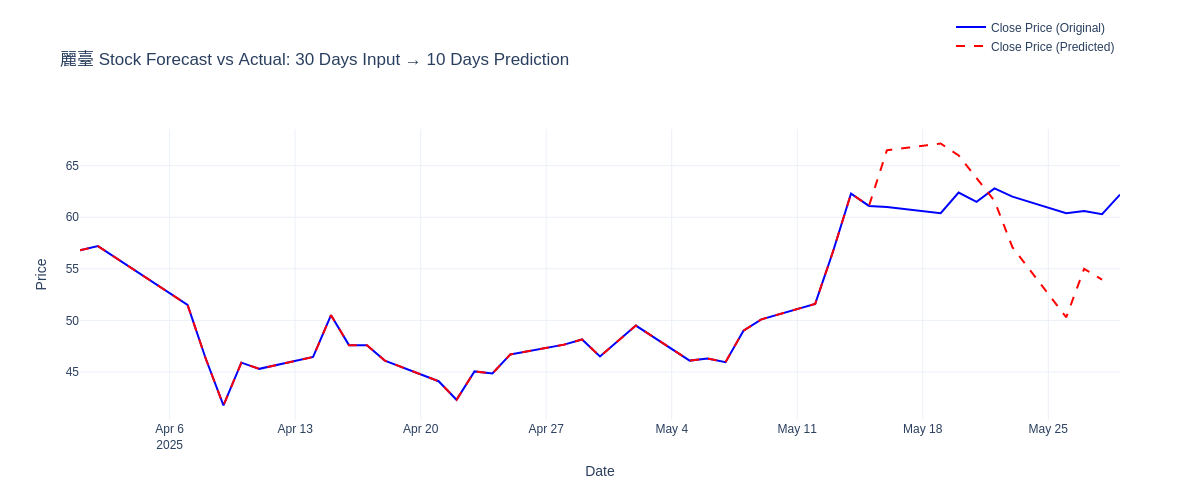 麗臺 Stock Forecast vs Actual: 30 Days Input → 10 Days Prediction
Close Price (Original)
Close Price (Predicted)
Price
65
60
55
50
45
Apr 6
2025
Apr 13
Apr 20
Apr 27
May 4
May 11
May 18
May 25
Date